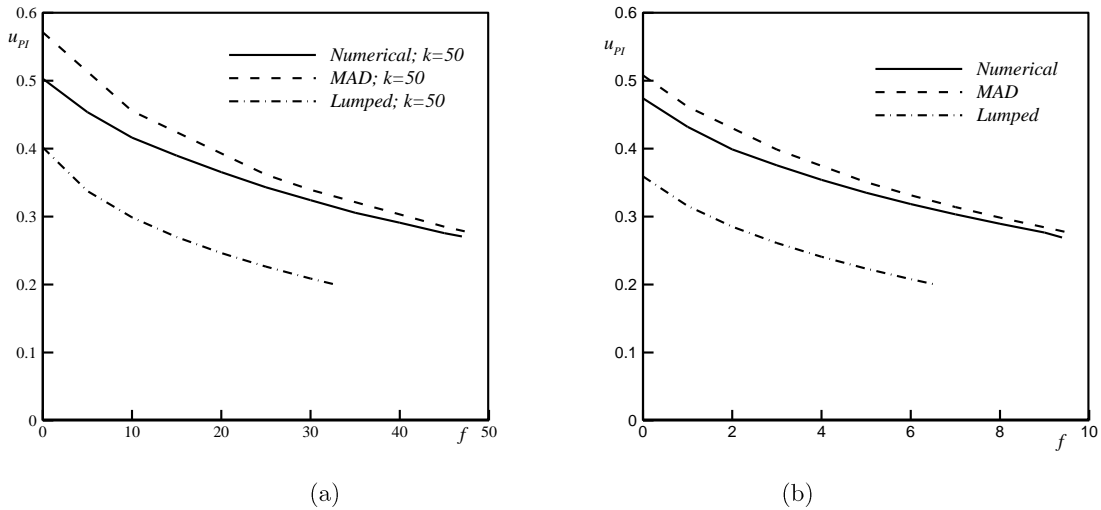 0.6
u_PI
0.5
0.4
0.3
0.2
0.1
0
0 10 20 30 40 50
f
Numerical; k=50
MAD; k=50
Lumped; k=50
(a)
0.6
u_PI
0.5
0.4
0.3
0.2
0.1
0
0 2 4 6 8 10
f
Numerical
MAD
Lumped
(b)